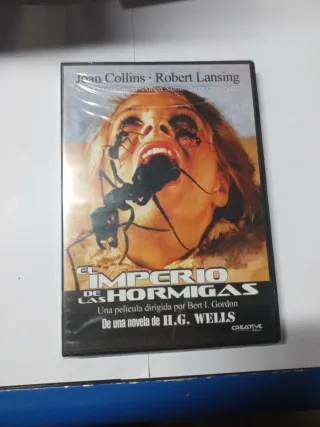 Joan Collins · Robert Lansing
EL
IMPERIO
DE
LAS HORMIGAS
Una película dirigida por Bert I. Gordon
De una novela de H.G. WELLS
CREATIVE